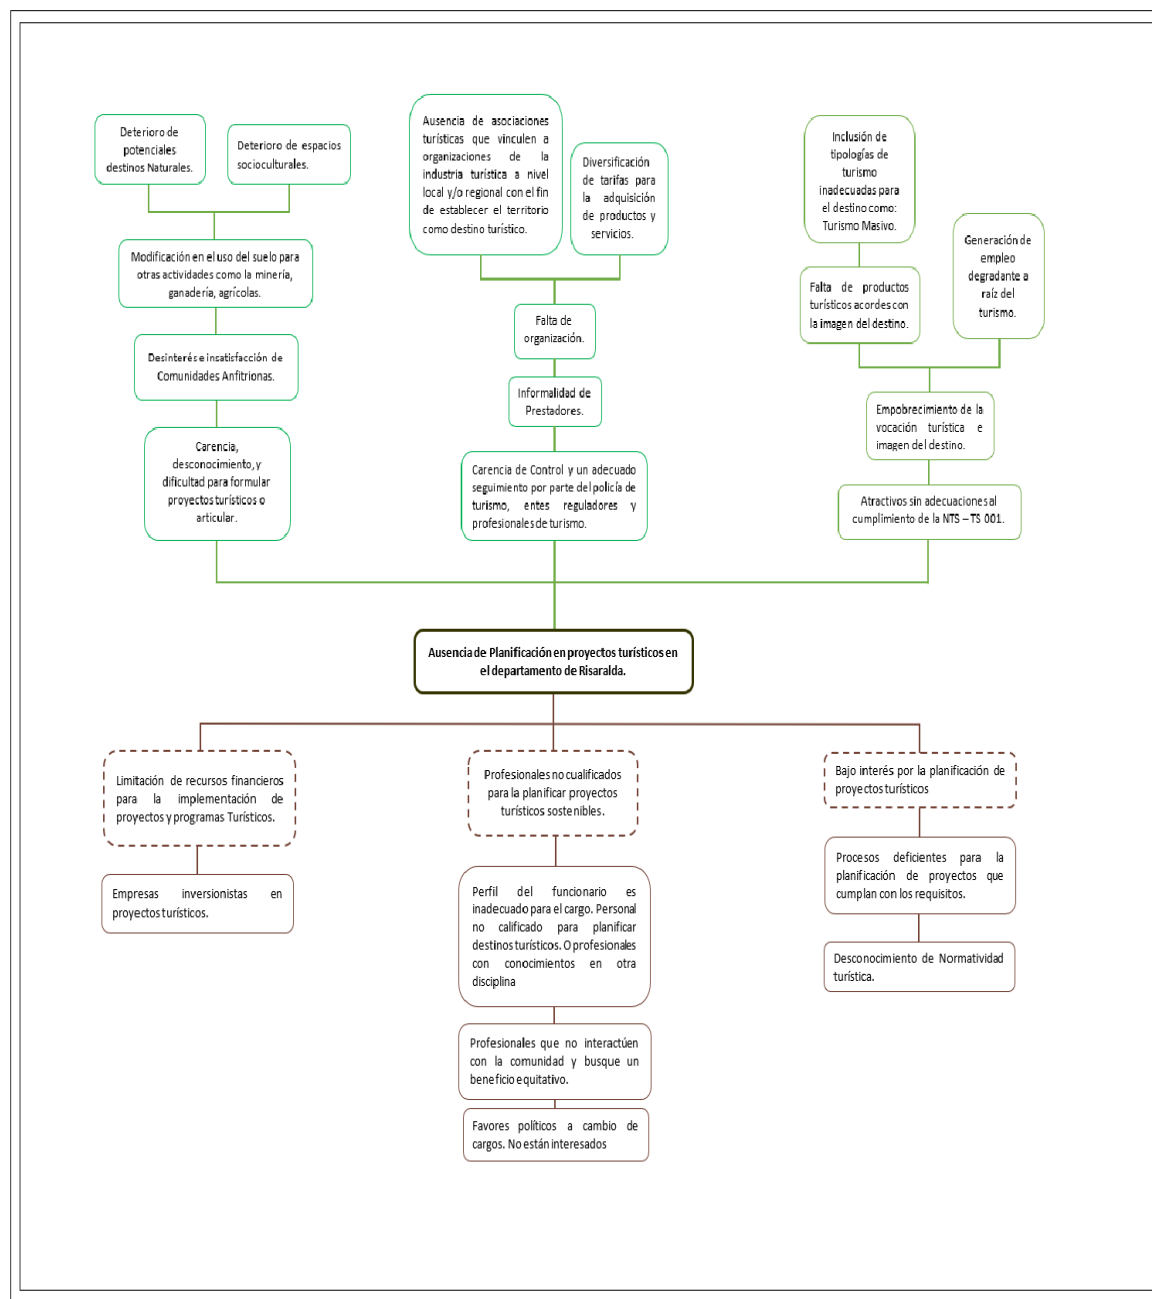 Deterioro de
potenciales
destinos Naturales.
Deterioro de espacios
socioculturales.
Modificación en el uso del suelo para
otras actividades como la minería,
ganadería, agrícolas.
Desinterés e insatisfacción de
Comunidades Anfitrionas.
Carencia,
desconocimiento, y
dificultad para formular
proyectos turísticos o
articular.
Ausencia de asociaciones
turísticas que vinculen a
organizaciones de la
industria turística a nivel
local y/o regional con el fin
de establecer el territorio
como destino turístico.
Diversificación
de tarifas para
la adquisición
de productos y
servicios.
Falta de
organización.
Informalidad de
Prestadores.
Carencia de Control y un adecuado
seguimiento por parte del policía de
turismo, entes reguladores y
profesionales de turismo.
Inclusión de
tipologías de
turismo
inadecuadas para
el destino como:
Turismo Masivo.
Generación de
empleo
degradante a
raíz del
turismo.
Falta de productos
turísticos acordes con
la imagen del destino.
Empobrecimiento de la
vocación turística e
imagen del destino.
Atractivos sin adecuaciones al
cumplimiento de la NTS – TS 001.
Ausencia de Planificación en proyectos turísticos en
el departamento de Risaralda.
Limitación de recursos financieros
para la implementación de
proyectos y programas Turísticos.
Empresas inversionistas en
proyectos turísticos.
Profesionales no cualificados
para la planificar proyectos
turísticos sostenibles.
Perfil del funcionario es
inadecuado para el cargo. Personal
no calificado para planificar
destinos turísticos. O profesionales
con conocimientos en otra
disciplina
Profesionales que no interactúen
con la comunidad y busque un
beneficio equitativo.
Favores políticos a cambio de
cargos. No están interesados
Bajo interés por la planificación de
proyectos turísticos
Procesos deficientes para la
planificación de proyectos que
cumplan con los requisitos.
Desconocimiento de Normatividad
turística.